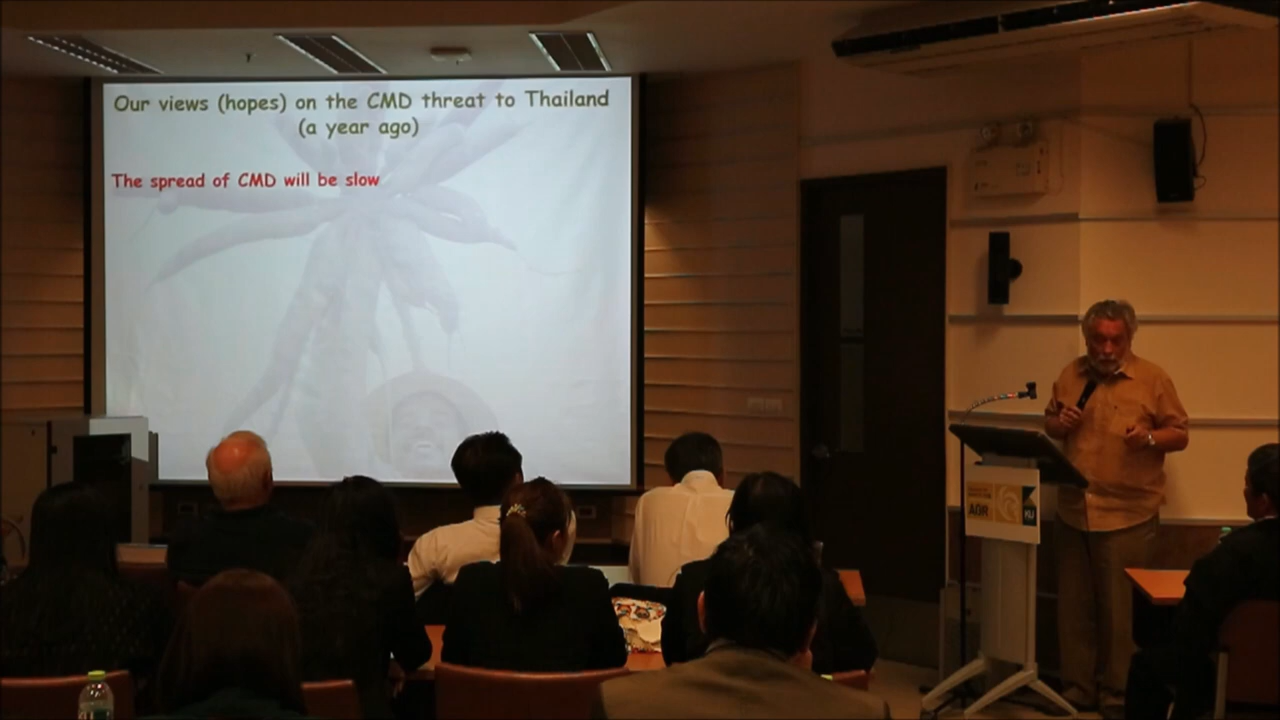 Our views (hopes) on the CMD threat to Thailand
(a year ago)
The spread of CMD will be slow
AGR
KU